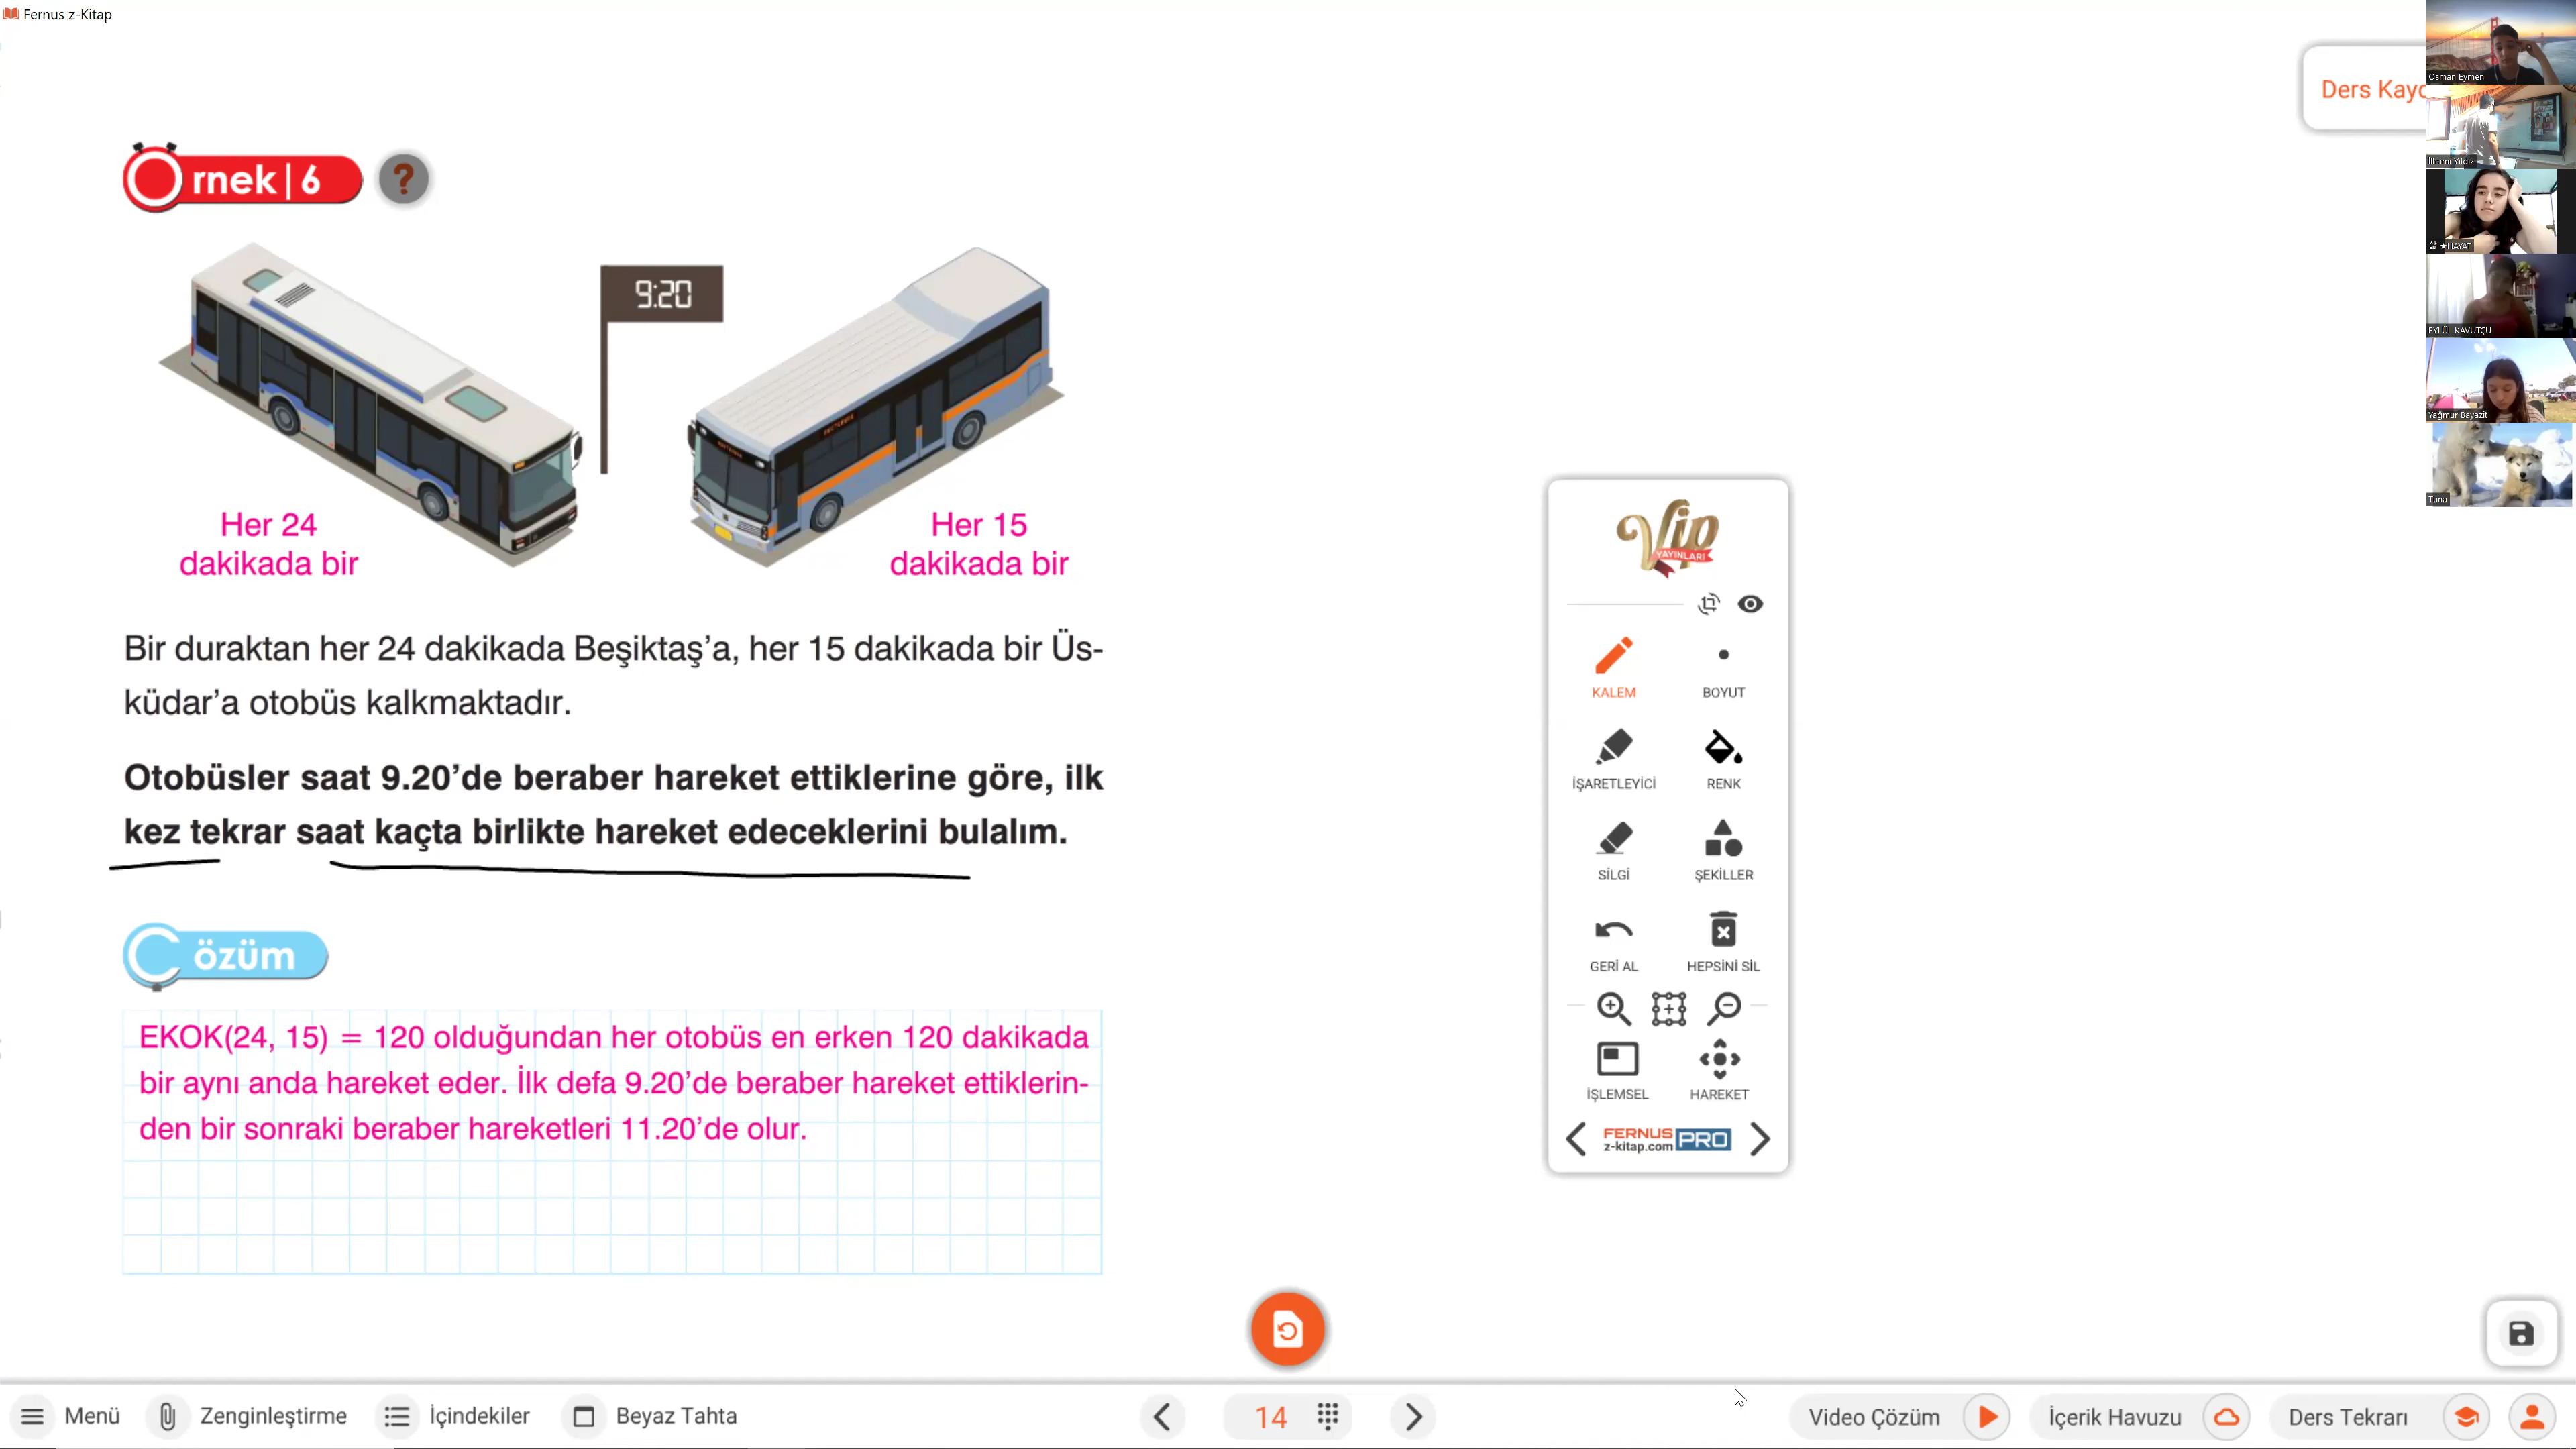 Fernus z-Kitap
Ders Kayd
Örnek|6
?
9:20
Her 24
dakikada bir
Her 15
dakikada bir
Bir duraktan her 24 dakikada Beşiktaş’a, her 15 dakikada bir Üs-
küdar’a otobüs kalkmaktadır.
Otobüsler saat 9.20’de beraber hareket ettiklerine göre, ilk
kez tekrar saat kaçta birlikte hareket edeceklerini bulalım.
Çözüm
EKOK(24, 15) = 120 olduğundan her otobüs en erken 120 dakikada
bir aynı anda hareket eder. İlk defa 9.20’de beraber hareket ettiklerin-
den bir sonraki beraber hareketleri 11.20’de olur.
Vip
YAYINLARI
KALEM
BOYUT
İŞARETLEYİCİ
RENK
SİLGİ
ŞEKİLLER
GERİ AL
HEPSİNİ SİL
İŞLEMSEL
HAREKET
FERNUS
z-kitap.com PRO
Osman Eymen
İlhami Yıldız
삶 ★HAYAT
EYLÜL KAVUTÇU
Yağmur Bayazit
Tuna
Menü
Zenginleştirme
İçindekiler
Beyaz Tahta
14
Video Çözüm
İçerik Havuzu
Ders Tekrarı